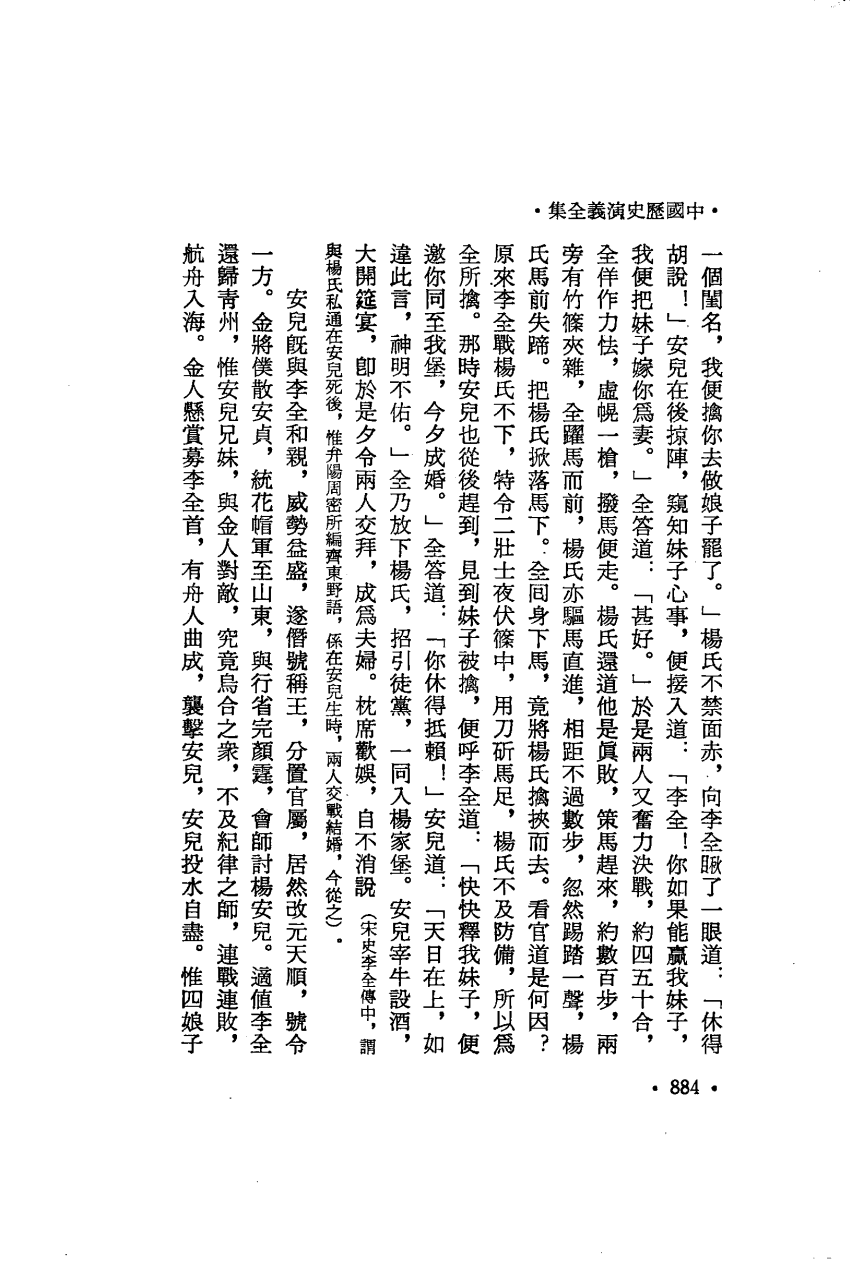 ·中國歷史演義全集·
一個閨名，我便擒你去做娘子罷了。」楊氏不禁面赤，向李全瞅了一眼道：「休得
胡說！」安兒在後掠陣，窺知妹子心事，便接入道：「李全！你如果能贏我妹子，
我便把妹子嫁你爲妻。」全答道：「甚好。」於是兩人又奮力決戰，約四五十合，
全佯作力怯，虛幌一槍，撥馬便走。楊氏還道他是眞敗，策馬趕來，約數百步，兩
旁有竹篠夾雜，全躍馬而前，楊氏亦驅馬直進，相距不過數步，忽然踢踏一聲，楊
氏馬前失蹄。把楊氏掀落馬下。全囘身下馬，竟將楊氏擒挾而去。看官道是何因？
原來李全戰楊氏不下，特令二壯士夜伏篠中，用刀斫馬足，楊氏不及防備，所以爲
全所擒。那時安兒也從後趕到，見到妹子被擒，便呼李全道：「快快釋我妹子，便
邀你同至我堡，今夕成婚。」全答道：「你休得抵賴！」安兒道：「天日在上，如
違此言，神明不佑。」全乃放下楊氏，招引徒黨，一同入楊家堡。安兒宰牛設酒，
大開筵宴，卽於是夕令兩人交拜，成爲夫婦。枕席歡娛，自不消說（宋史李全傳中，謂
與楊氏私通在安兒死後，惟弁陽周密所編齊東野語，係在安兒生時，兩人交戰結婚，今從之）。
安兒旣與李全和親，威勢益盛，遂僭號稱王，分置官屬，居然改元天順，號令
一方。金將僕散安貞，統花帽軍至山東，與行省完顏霆，會師討楊安兒。適值李全
還歸青州，惟安兒兄妹，與金人對敵，究竟烏合之衆，不及紀律之師，連戰連敗，
航舟入海。金人懸賞募李全首，有舟人曲成，襲擊安兒，安兒投水自盡。惟四娘子
·884·